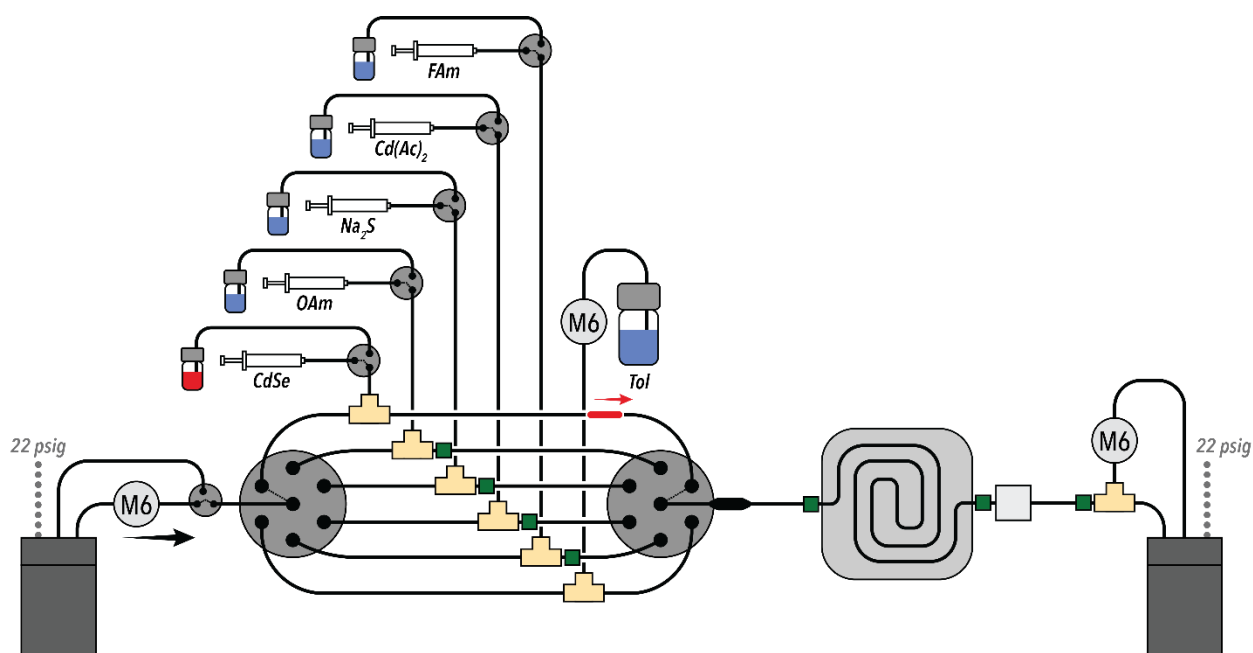 FAm
Cd(Ac)₂
Na₂S
OAm
M6
CdSe
Tol
22 psig
M6
M6
22 psig